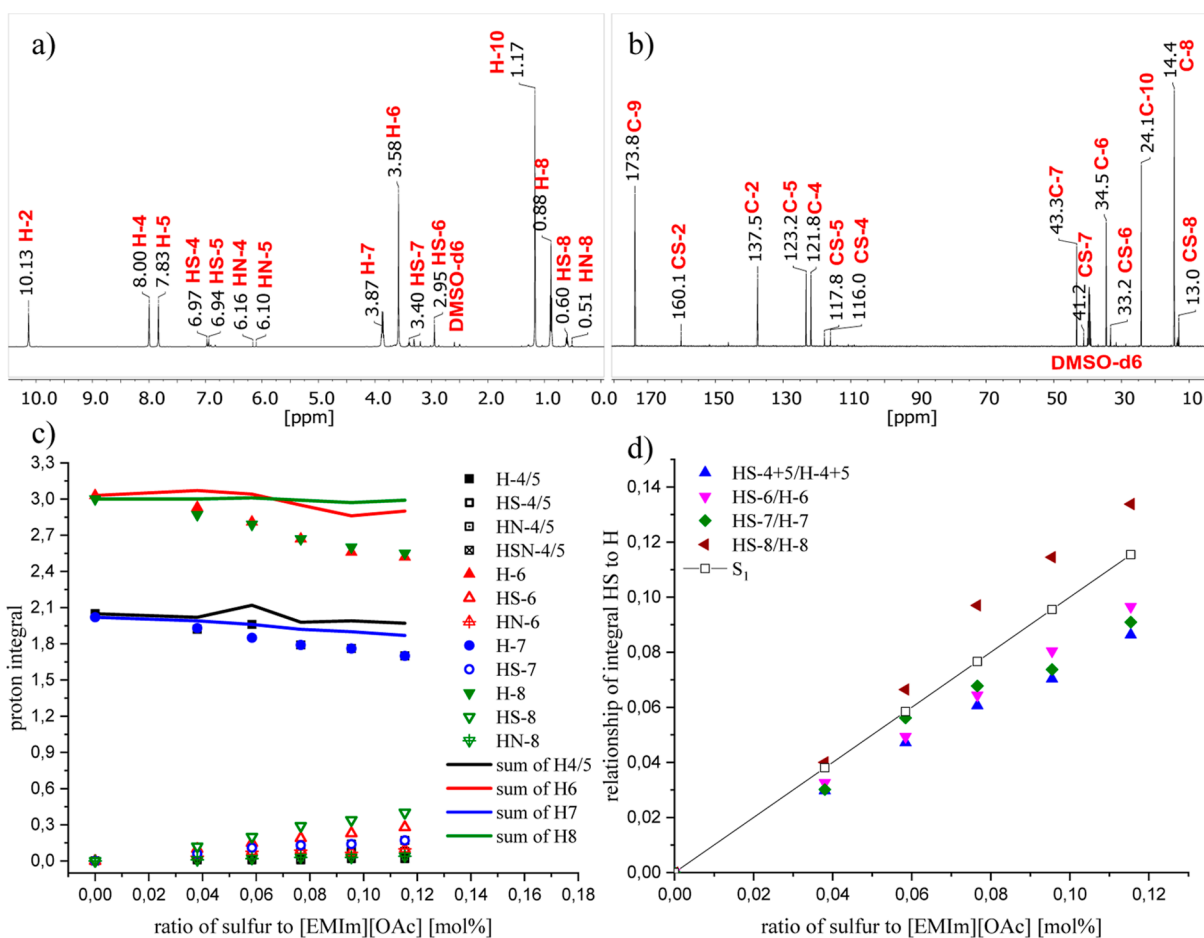 a)
10.13 H-2
8.00 H-4
7.83 H-5
6.97 HS-4
6.94 HS-5
6.16 HN-4
6.10 HN-5
3.87 H-7
3.58 H-6
3.40 HS-7
2.95 HS-6
DMSO-d6
1.17 H-10
0.88 H-8
0.60 HS-8
0.51 HN-8
10.0 9.0 8.0 7.0 6.0 5.0 4.0 3.0 2.0 1.0 0.0
[ppm]
b)
173.8 C-9
160.1 CS-2
137.5 C-2
123.2 C-5
121.8 C-4
117.8 CS-5
116.0 CS-4
43.3 C-7
41.2 CS-7
34.5 C-6
33.2 CS-6
24.1 C-10
14.4 C-8
13.0 CS-8
DMSO-d6
170 150 130 110 90 80 70 60 50 40 30 20 10
[ppm]
c)
3,3
3,0
2,7
2,4
2,1
1,8
1,5
1,2
0,9
0,6
0,3
0,0
proton integral
0,00 0,02 0,04 0,06 0,08 0,10 0,12 0,14
ratio of sulfur to [EMIm][OAc] [mol%]
H-4/5
HS-4/5
HN-4/5
HSN-4/5
H-6
HS-6
HN-6
H-7
HS-7
H-8
HS-8
HN-8
sum of H4/5
sum of H6
sum of H7
sum of H8
d)
HS-4+5/H-4+5
HS-6/H-6
HS-7/H-7
HS-8/H-8
S1
0,14
0,12
0,10
0,08
0,06
0,04
0,02
0,00
relationship of integral HS to H
0,00 0,02 0,04 0,06 0,08 0,10 0,12
ratio of sulfur to [EMIm][OAc] [mol%]